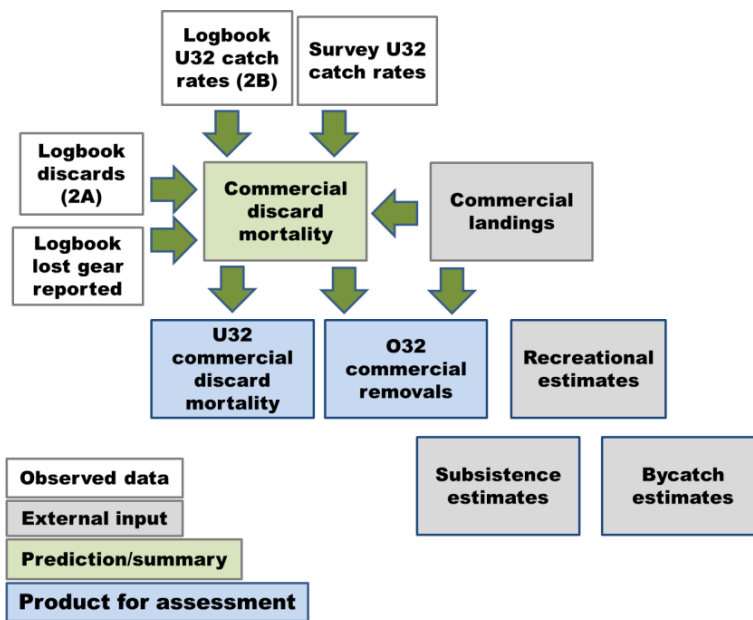 Logbook
U32 catch
rates (2B)
Survey U32
catch rates
Logbook
discards
(2A)
Commercial
discard
mortality
Commercial
landings
Logbook
lost gear
reported
U32
commercial
discard
mortality
O32
commercial
removals
Recreational
estimates
Subsistence
estimates
Bycatch
estimates
Observed data
External input
Prediction/summary
Product for assessment